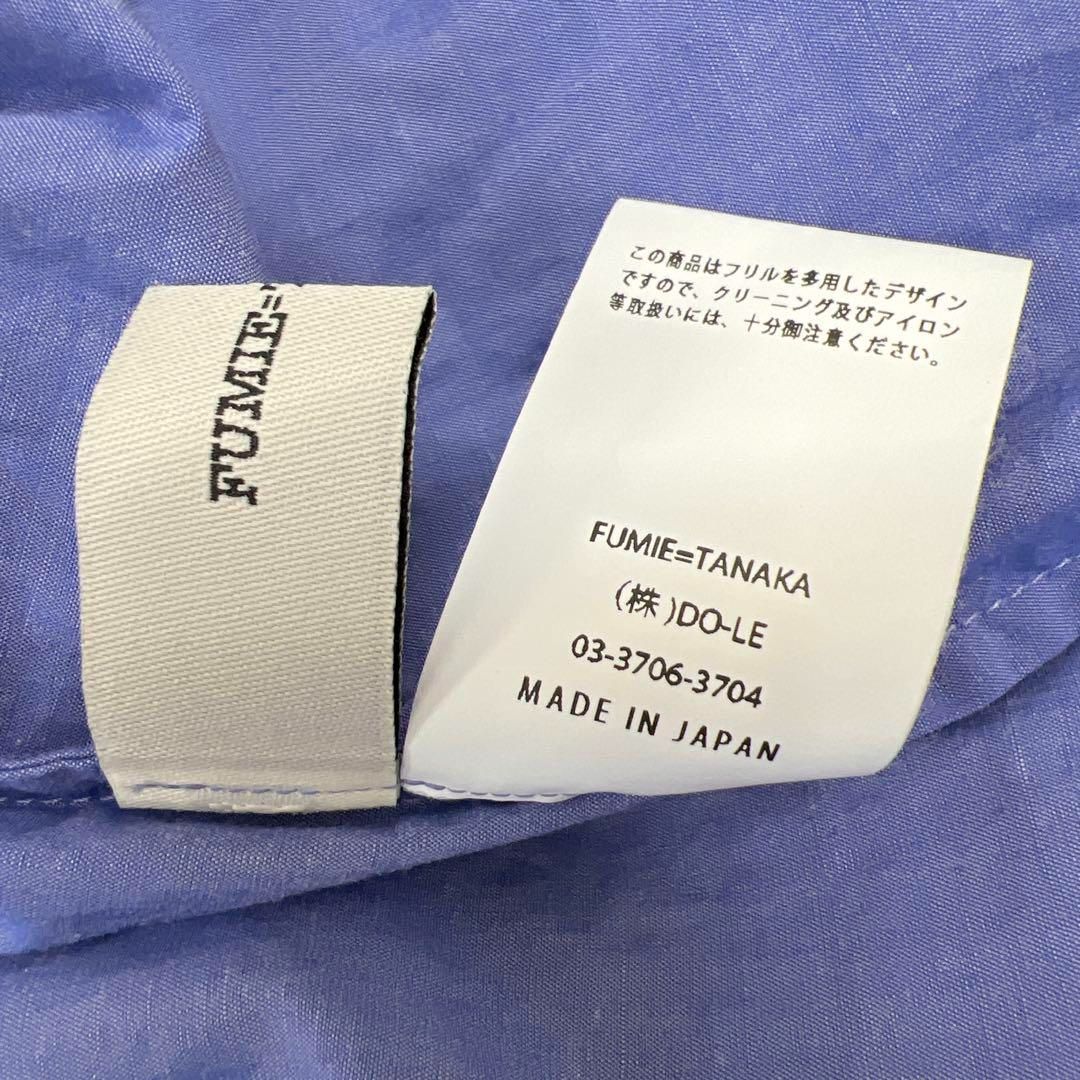 FUMIE=
この商品はフリルを多用したデザイン
ですので、クリーニング及びアイロン
等取扱いには、十分御注意ください。
FUMIE=TANAKA
(株)DO-LE
03-3706-3704
MADE IN JAPAN